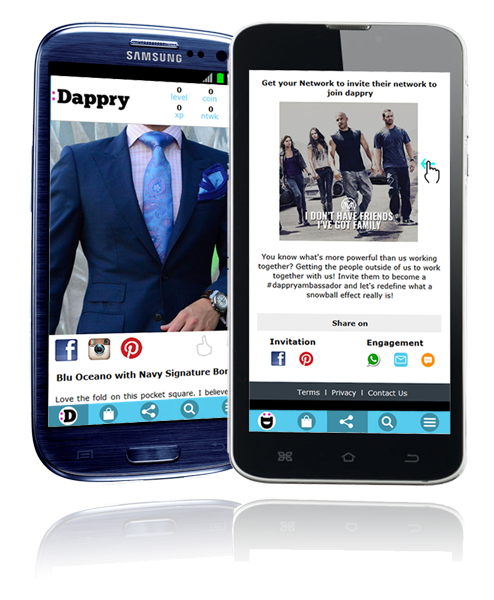 SAMSUNG
Dappry
0 0
level coin
0 0
xp ntwk
Blu Oceano with Navy Signature Bor
Love the fold on this pocket square. I believe
:D
Get your Network to invite their network to
join dappry
I DON'T HAVE FRIENDS
I'VE GOT FAMILY
You know what's more powerful than us working
together? Getting the people outside of us to work
together with us! Invite them to become a
#dappryambassador and let's redefine what a
snowball effect really is!
Share on
Invitation Engagement
Terms | Privacy | Contact Us